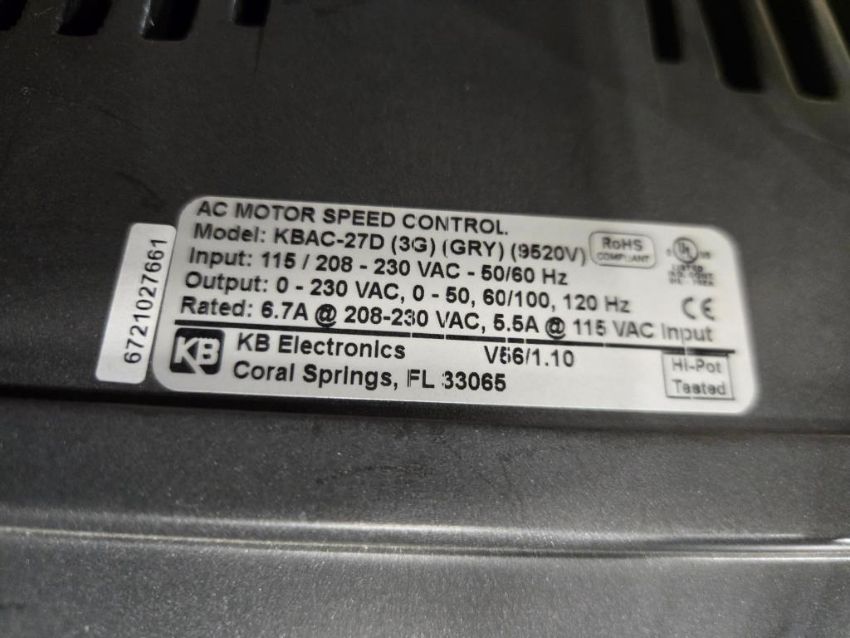 AC MOTOR SPEED CONTROL
Model: KBAC-27D (3G) (GRY) (9520V)
RoHS
COMPLIANT
Input: 115 / 208 - 230 VAC - 50/60 Hz
UL
LISTED
Output: 0 - 230 VAC, 0 - 50, 60/100, 120 Hz
CE
Rated: 6.7A @ 208-230 VAC, 5.5A @ 115 VAC Input
KB
KB Electronics
V56/1.10
Coral Springs, FL 33065
Hi-Pot
Tested
6721027661